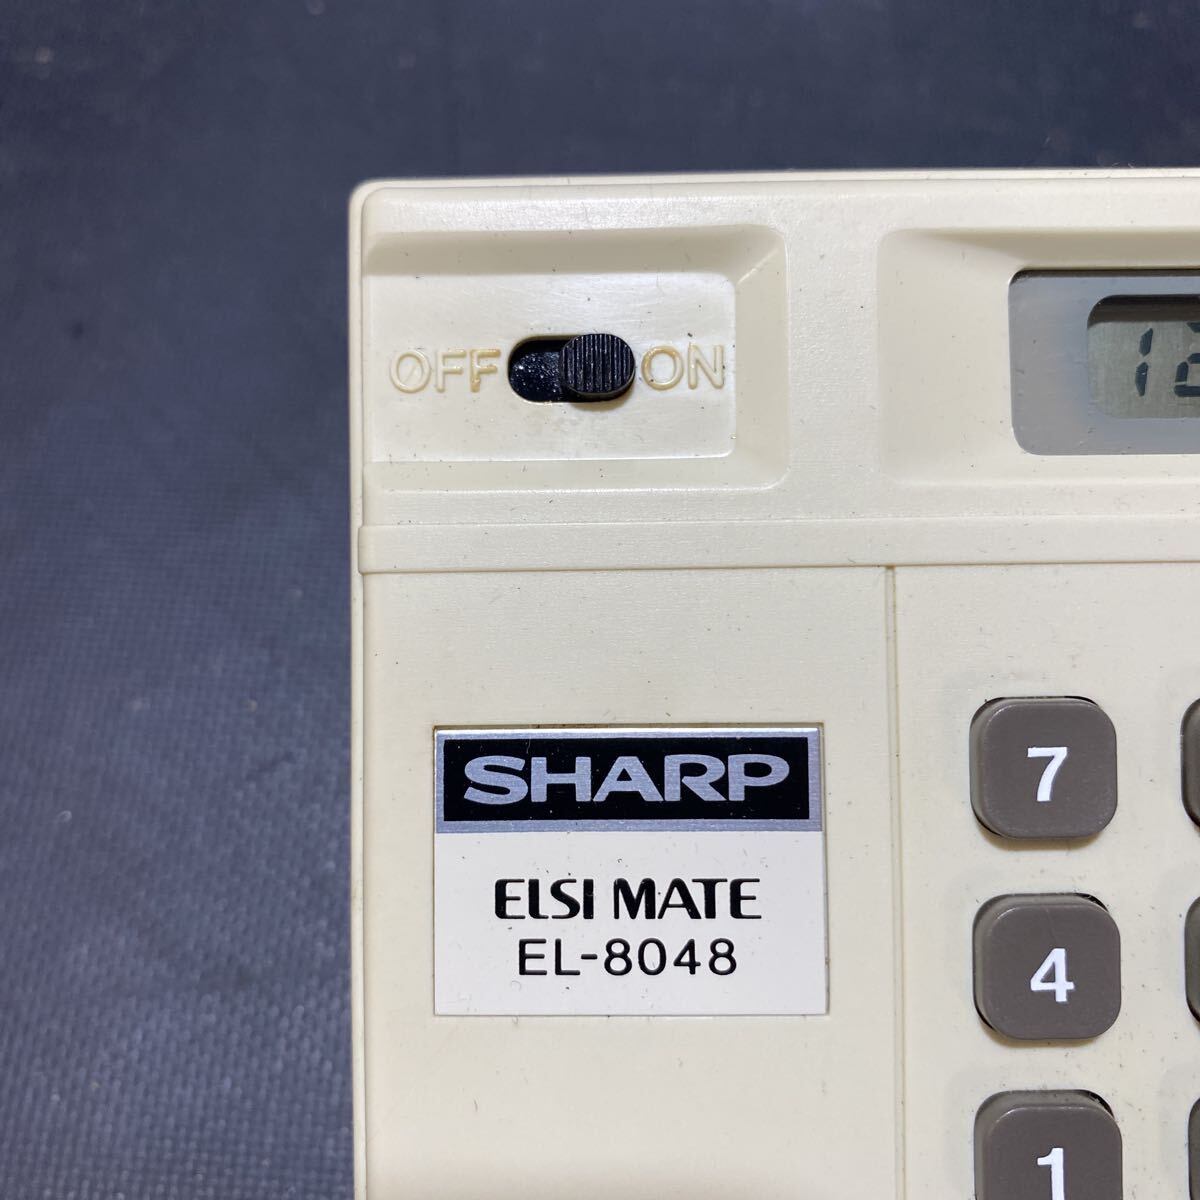 OFF ON
SHARP
ELSI MATE
EL-8048
7
4
1